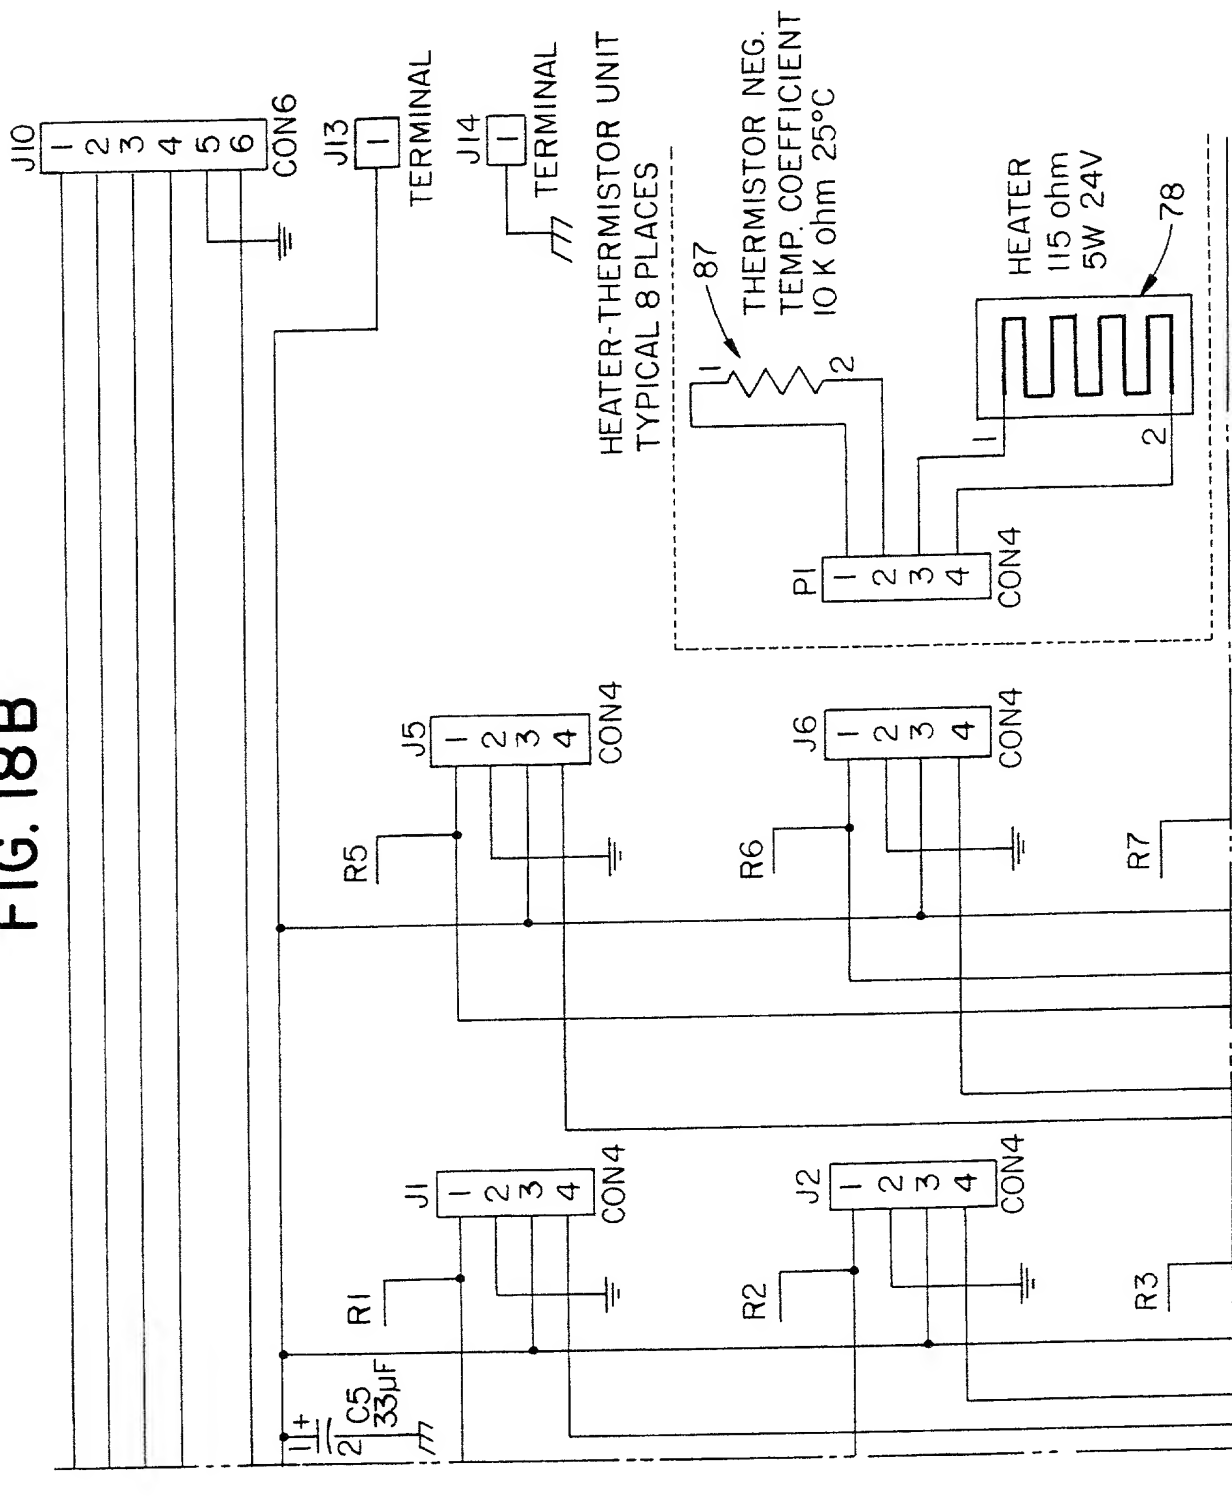 FIG. 18B
J10
1
2
3
4
5
6
CON6
J13
1
TERMINAL
J14
1
TERMINAL
HEATER-THERMISTOR UNIT
TYPICAL 8 PLACES
87
THERMISTOR NEG.
TEMP. COEFFICIENT
10 K ohm 25°C
1
2
HEATER
115 ohm
5W 24V
78
1
2
P1
1
2
3
4
CON4
R5
J5
1
2
3
4
CON4
R6
J6
1
2
3
4
CON4
R7
R1
J1
1
2
3
4
CON4
R2
J2
1
2
3
4
CON4
R3
1 +
2
C5
33µF